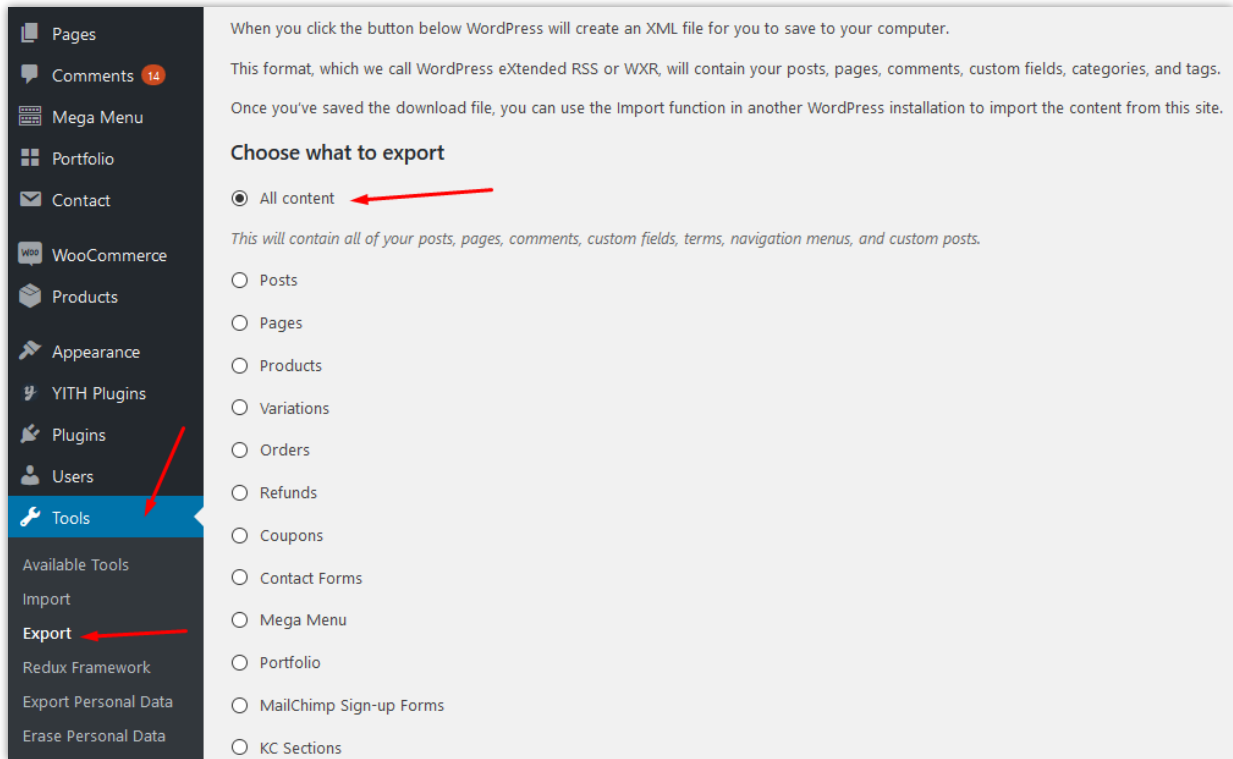 Pages
Comments 14
Mega Menu
Portfolio
Contact
WOO
WooCommerce
Products
Appearance
YITH Plugins
Plugins
Users
Tools
Available Tools
Import
Export
Redux Framework
Export Personal Data
Erase Personal Data
When you click the button below WordPress will create an XML file for you to save to your computer.
This format, which we call WordPress eXtended RSS or WXR, will contain your posts, pages, comments, custom fields, categories, and tags.
Once you've saved the download file, you can use the Import function in another WordPress installation to import the content from this site.
Choose what to export
All content
This will contain all of your posts, pages, comments, custom fields, terms, navigation menus, and custom posts.
Posts
Pages
Products
Variations
Orders
Refunds
Coupons
Contact Forms
Mega Menu
Portfolio
MailChimp Sign-up Forms
KC Sections